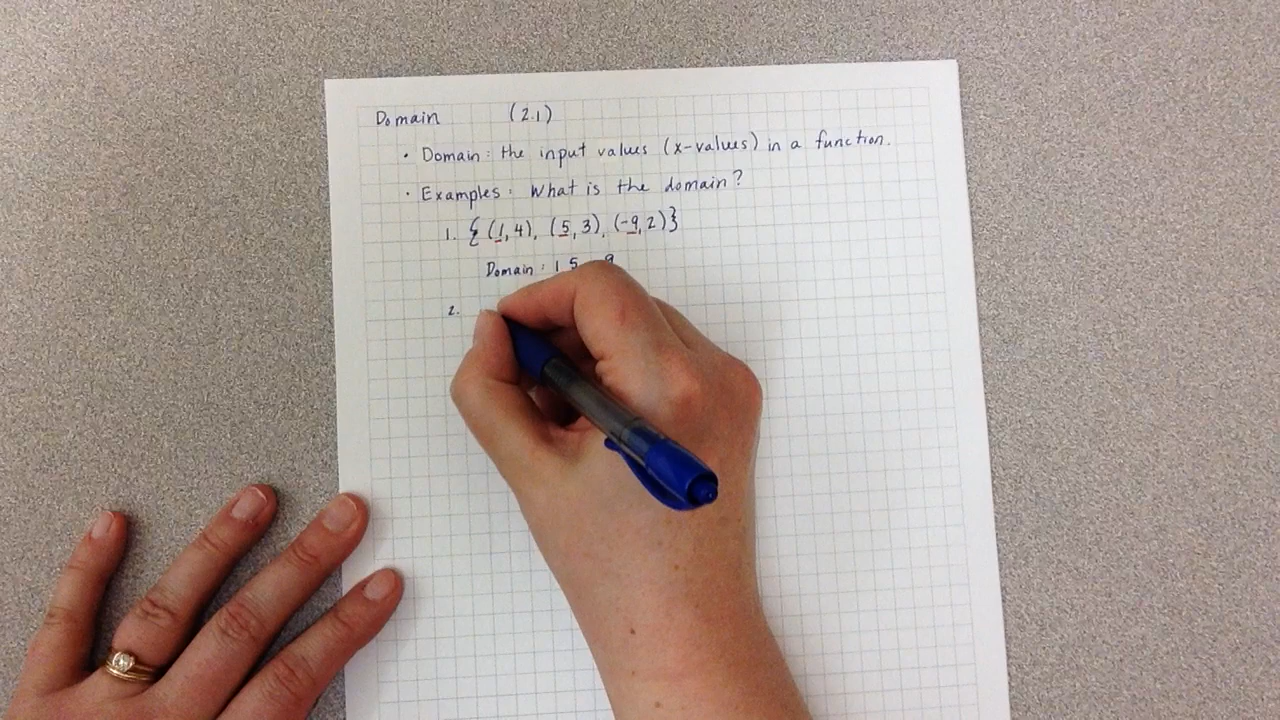 Domain (2.1)
• Domain: the input values (x-values) in a function.
• Examples: What is the domain?
1. {(1,4), (5,3), (-9,2)}
Domain: 1 5 9
2.